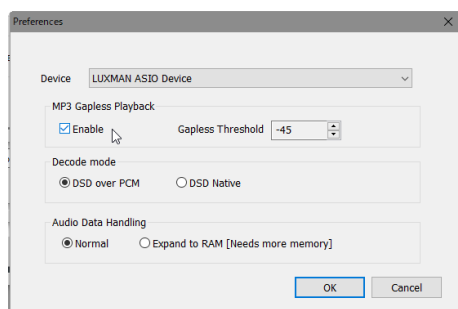 Preferences
Device LUXMAN ASIO Device
MP3 Gapless Playback
Enable Gapless Threshold -45
Decode mode
DSD over PCM DSD Native
Audio Data Handling
Normal Expand to RAM [Needs more memory]
OK Cancel